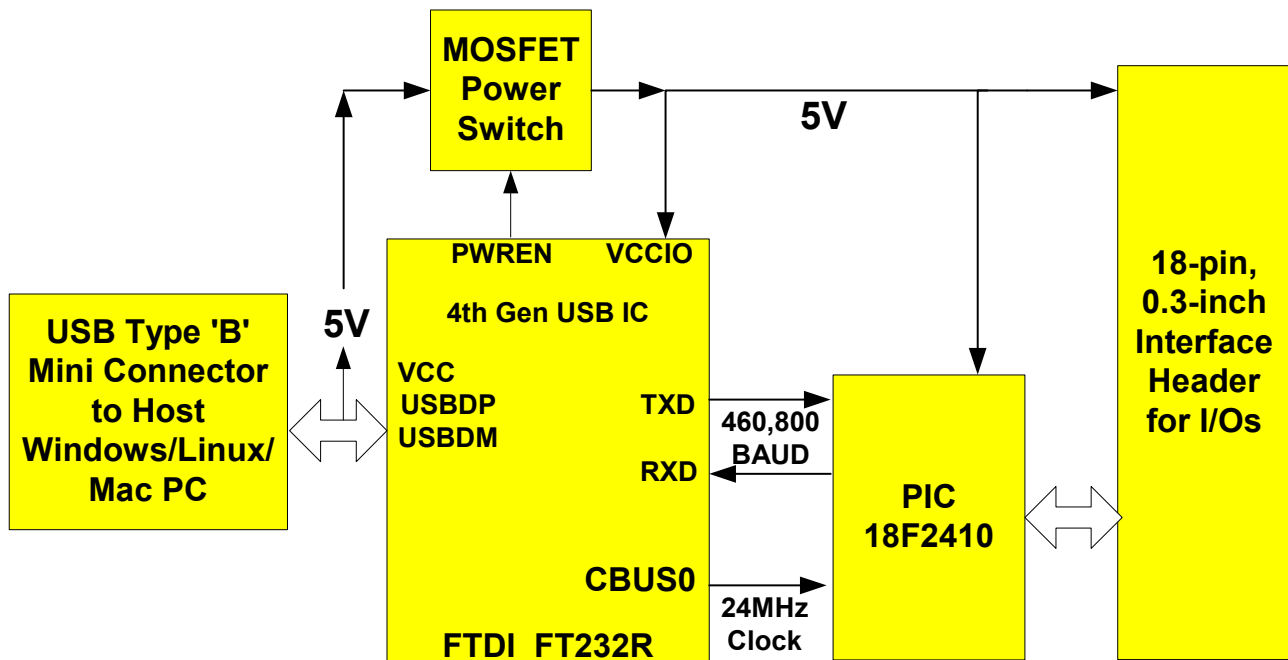 MOSFET
Power
Switch
5V
18-pin,
0.3-inch
Interface
Header
for I/Os
PWREN
VCCIO
4th Gen USB IC
USB Type 'B'
Mini Connector
to Host
Windows/Linux/
Mac PC
5V
VCC
USBDP
USBDM
TXD
460,800
BAUD
RXD
PIC
18F2410
CBUS0
24MHz
Clock
FTDI FT232R